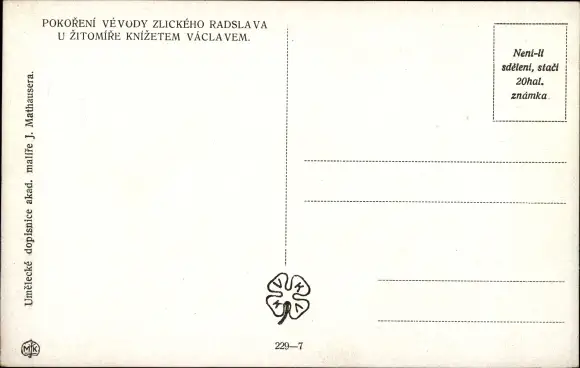 POKOŘENÍ VÉVODY ZLICKÉHO RADSLAVA
U ŽITOMÍŘE KNÍŽETEM VÁCLAVEM.
Není-li
sdělení, stačí
20hal.
známka
Umělecké dopisnice akad. malíře J. Mathausera.
V K
K V
MK
229—7